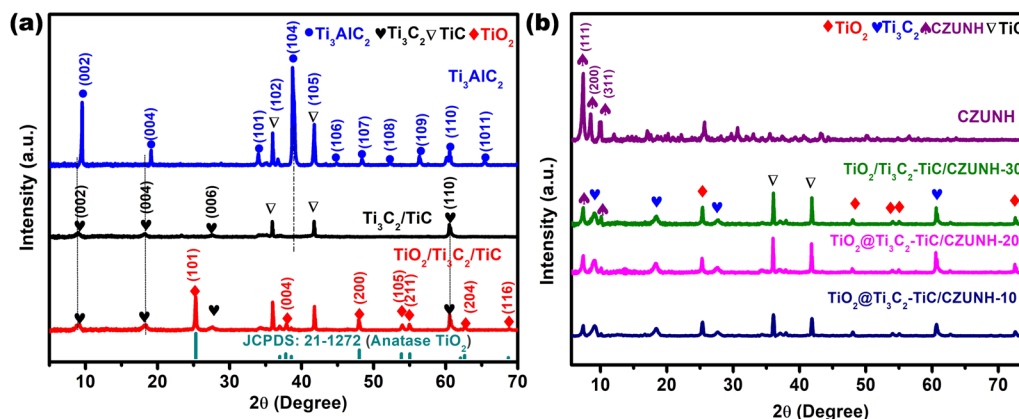 (a)
●Ti₃AlC₂ ♥Ti₃C₂ ▽TiC ♦TiO₂
Ti₃AlC₂
(002)
(004)
(101)
(102)
(104)
(105)
(106)
(107)
(108)
(109)
(110)
(1011)
Ti₃C₂/TiC
(002)
(004)
(006)
(110)
TiO₂/Ti₃C₂/TiC
(101)
(004)
(200)
(105)
(211)
(204)
(116)
JCPDS: 21-1272 (Anatase TiO₂)
Intensity (a.u.)
10 20 30 40 50 60 70
2θ (Degree)
(b)
♦TiO₂ ♥Ti₃C₂ ♠CZUNH ▽TiC
(111)
(200)
(311)
CZUNH
TiO₂/Ti₃C₂-TiC/CZUNH-30
TiO₂@Ti₃C₂-TiC/CZUNH-20
TiO₂@Ti₃C₂-TiC/CZUNH-10
Intensity (a.u.)
10 20 30 40 50 60 70
2θ (Degree)